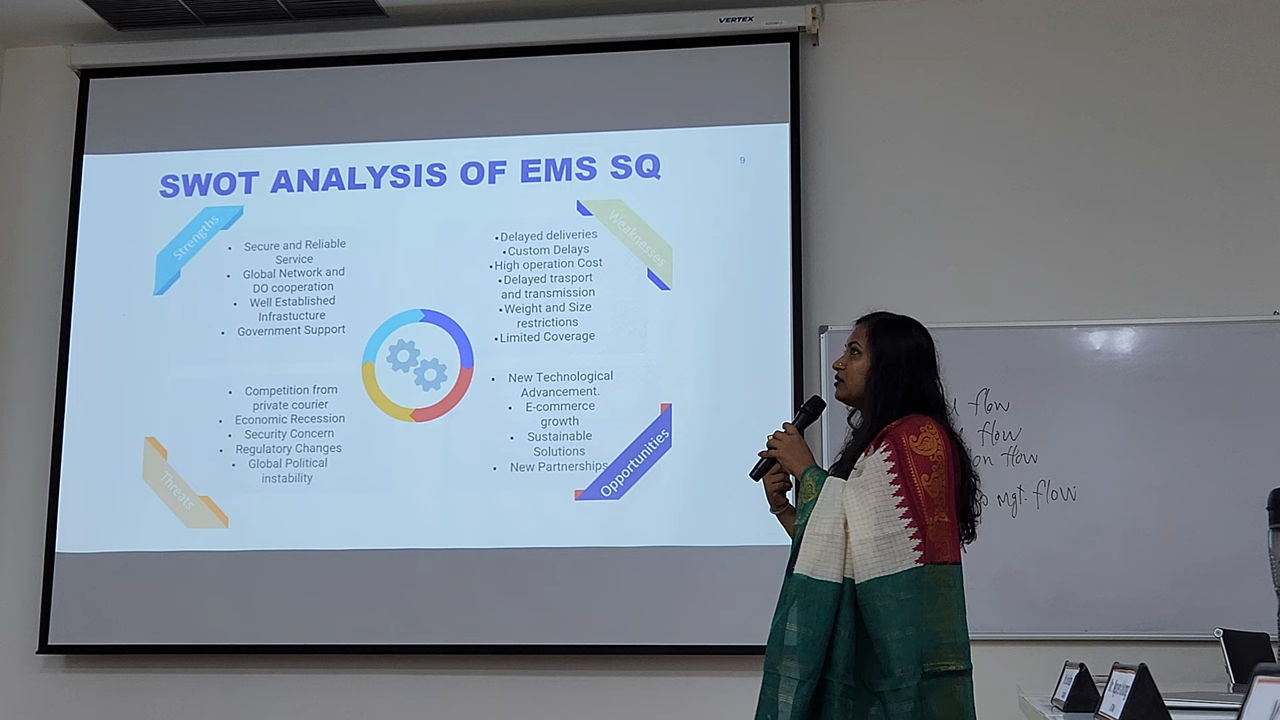 VERTEX
SWOT ANALYSIS OF EMS SQ
9
Strengths
• Secure and Reliable
Service
• Global Network and
DO cooperation
• Well Established
Infrastucture
• Government Support
Weaknesses
•Delayed deliveries
•Custom Delays
•High operation Cost
•Delayed trasport
and transmission
•Weight and Size
restrictions
•Limited Coverage
Threats
• Competition from
private courier
• Economic Recession
• Security Concern
• Regulatory Changes
• Global Political
instability
Opportunities
• New Technological
Advancement.
• E-commerce
growth
• Sustainable
Solutions
• New Partnerships
flow
flow
flow
mgt. flow